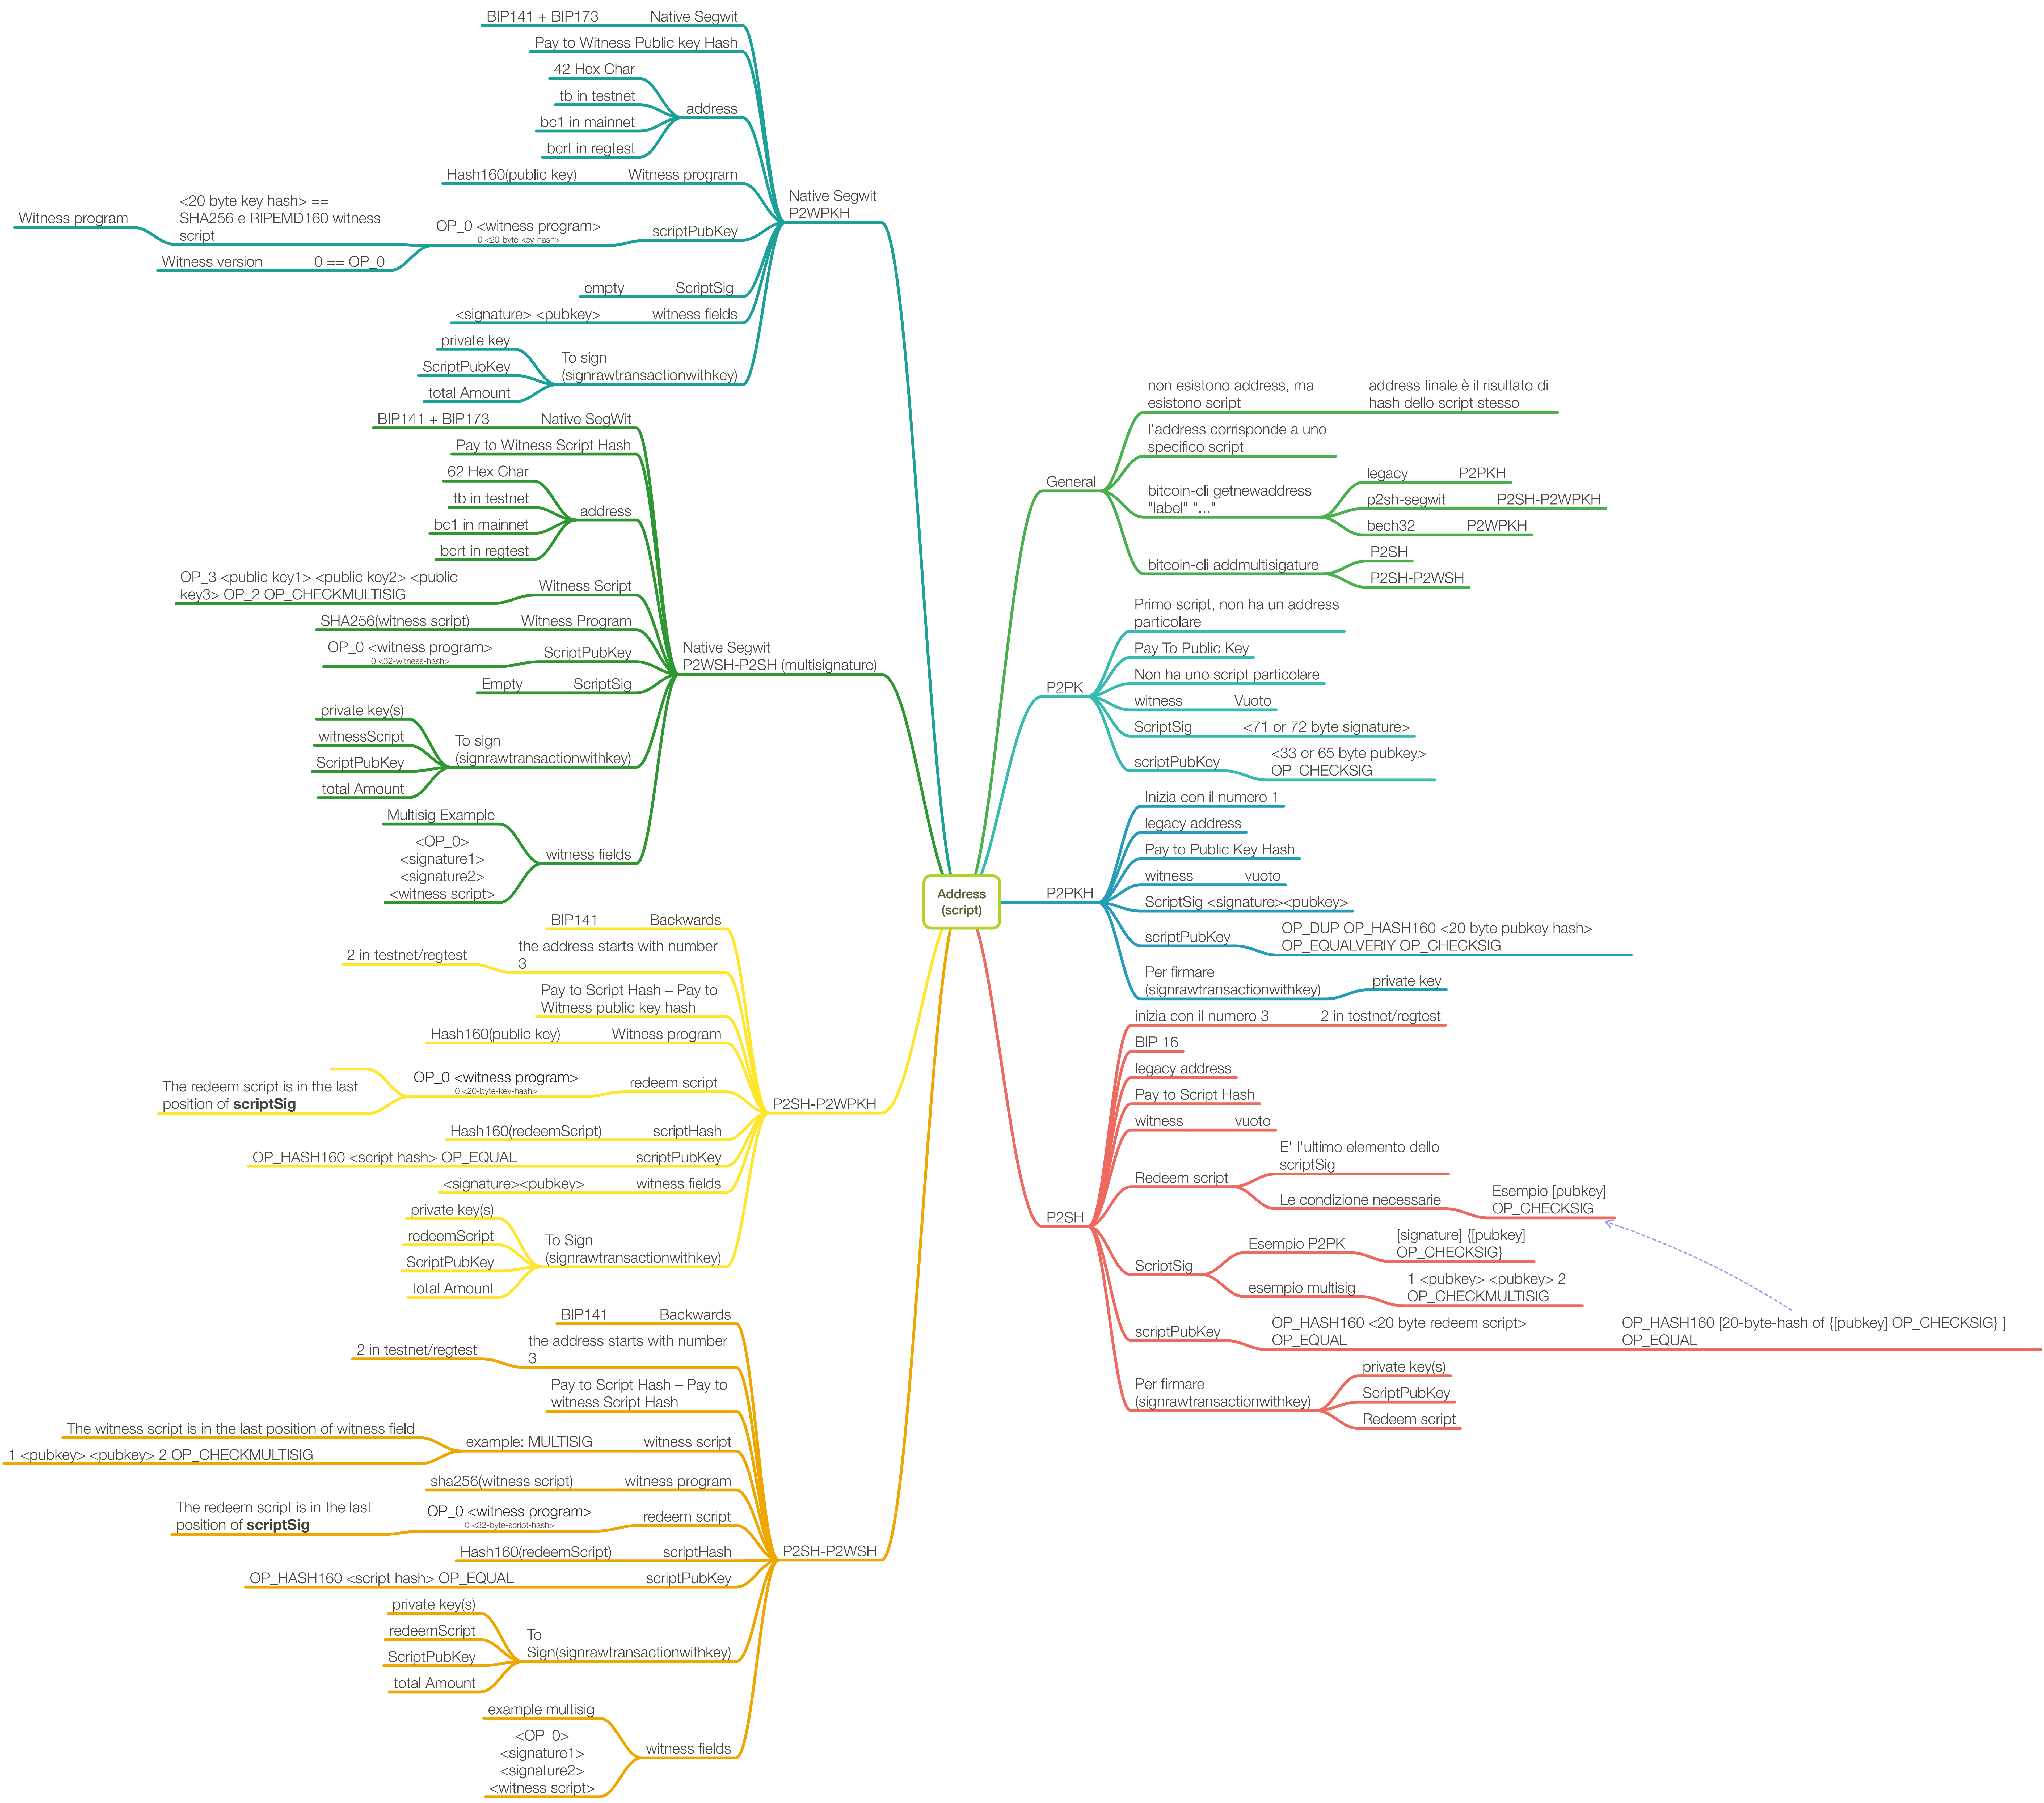 Address
(script)
Native Segwit
P2WPKH
Native Segwit
BIP141 + BIP173
Pay to Witness Public key Hash
address
42 Hex Char
tb in testnet
bc1 in mainnet
bcrt in regtest
Witness program
Hash160(public key)
scriptPubKey
OP_0 <witness program>
0 <20-byte-key-hash>
<20 byte key hash> ==
SHA256 e RIPEMD160 witness
script
Witness program
0 == OP_0
Witness version
ScriptSig
empty
witness fields
<signature> <pubkey>
To sign
(signrawtransactionwithkey)
private key
ScriptPubKey
total Amount
Native Segwit
P2WSH-P2SH (multisignature)
Native SegWit
BIP141 + BIP173
Pay to Witness Script Hash
address
62 Hex Char
tb in testnet
bc1 in mainnet
bcrt in regtest
Witness Script
OP_3 <public key1> <public key2> <public
key3> OP_2 OP_CHECKMULTISIG
Witness Program
SHA256(witness script)
ScriptPubKey
OP_0 <witness program>
0 <32-witness-hash>
ScriptSig
Empty
To sign
(signrawtransactionwithkey)
private key(s)
witnessScript
ScriptPubKey
total Amount
witness fields
Multisig Example
<OP_0>
<signature1>
<signature2>
<witness script>
P2SH-P2WPKH
Backwards
BIP141
the address starts with number
3
2 in testnet/regtest
Pay to Script Hash – Pay to
Witness public key hash
Witness program
Hash160(public key)
redeem script
OP_0 <witness program>
0 <20-byte-key-hash>
The redeem script is in the last
position of scriptSig
scriptHash
Hash160(redeemScript)
scriptPubKey
OP_HASH160 <script hash> OP_EQUAL
witness fields
<signature><pubkey>
To Sign
(signrawtransactionwithkey)
private key(s)
redeemScript
ScriptPubKey
total Amount
P2SH-P2WSH
Backwards
BIP141
the address starts with number
3
2 in testnet/regtest
Pay to Script Hash – Pay to
witness Script Hash
witness script
example: MULTISIG
The witness script is in the last position of witness field
1 <pubkey> <pubkey> 2 OP_CHECKMULTISIG
witness program
sha256(witness script)
redeem script
OP_0 <witness program>
0 <32-byte-script-hash>
The redeem script is in the last
position of scriptSig
scriptHash
Hash160(redeemScript)
scriptPubKey
OP_HASH160 <script hash> OP_EQUAL
To
Sign(signrawtransactionwithkey)
private key(s)
redeemScript
ScriptPubKey
total Amount
witness fields
example multisig
<OP_0>
<signature1>
<signature2>
<witness script>
General
non esistono address, ma
esistono script
address finale è il risultato di
hash dello script stesso
l'address corrisponde a uno
specifico script
bitcoin-cli getnewaddress
"label" "..."
legacy
P2PKH
p2sh-segwit
P2SH-P2WPKH
bech32
P2WPKH
bitcoin-cli addmultisigature
P2SH
P2SH-P2WSH
P2PK
Primo script, non ha un address
particolare
Pay To Public Key
Non ha uno script particolare
witness
Vuoto
ScriptSig
<71 or 72 byte signature>
scriptPubKey
<33 or 65 byte pubkey>
OP_CHECKSIG
P2PKH
Inizia con il numero 1
legacy address
Pay to Public Key Hash
witness
vuoto
ScriptSig <signature><pubkey>
scriptPubKey
OP_DUP OP_HASH160 <20 byte pubkey hash>
OP_EQUALVERIY OP_CHECKSIG
Per firmare
(signrawtransactionwithkey)
private key
P2SH
inizia con il numero 3
2 in testnet/regtest
BIP 16
legacy address
Pay to Script Hash
witness
vuoto
Redeem script
E' l'ultimo elemento dello
scriptSig
Le condizione necessarie
Esempio [pubkey]
OP_CHECKSIG
ScriptSig
Esempio P2PK
[signature] {[pubkey]
OP_CHECKSIG}
esempio multisig
1 <pubkey> <pubkey> 2
OP_CHECKMULTISIG
scriptPubKey
OP_HASH160 <20 byte redeem script>
OP_EQUAL
OP_HASH160 [20-byte-hash of {[pubkey] OP_CHECKSIG} ]
OP_EQUAL
Per firmare
(signrawtransactionwithkey)
private key(s)
ScriptPubKey
Redeem script